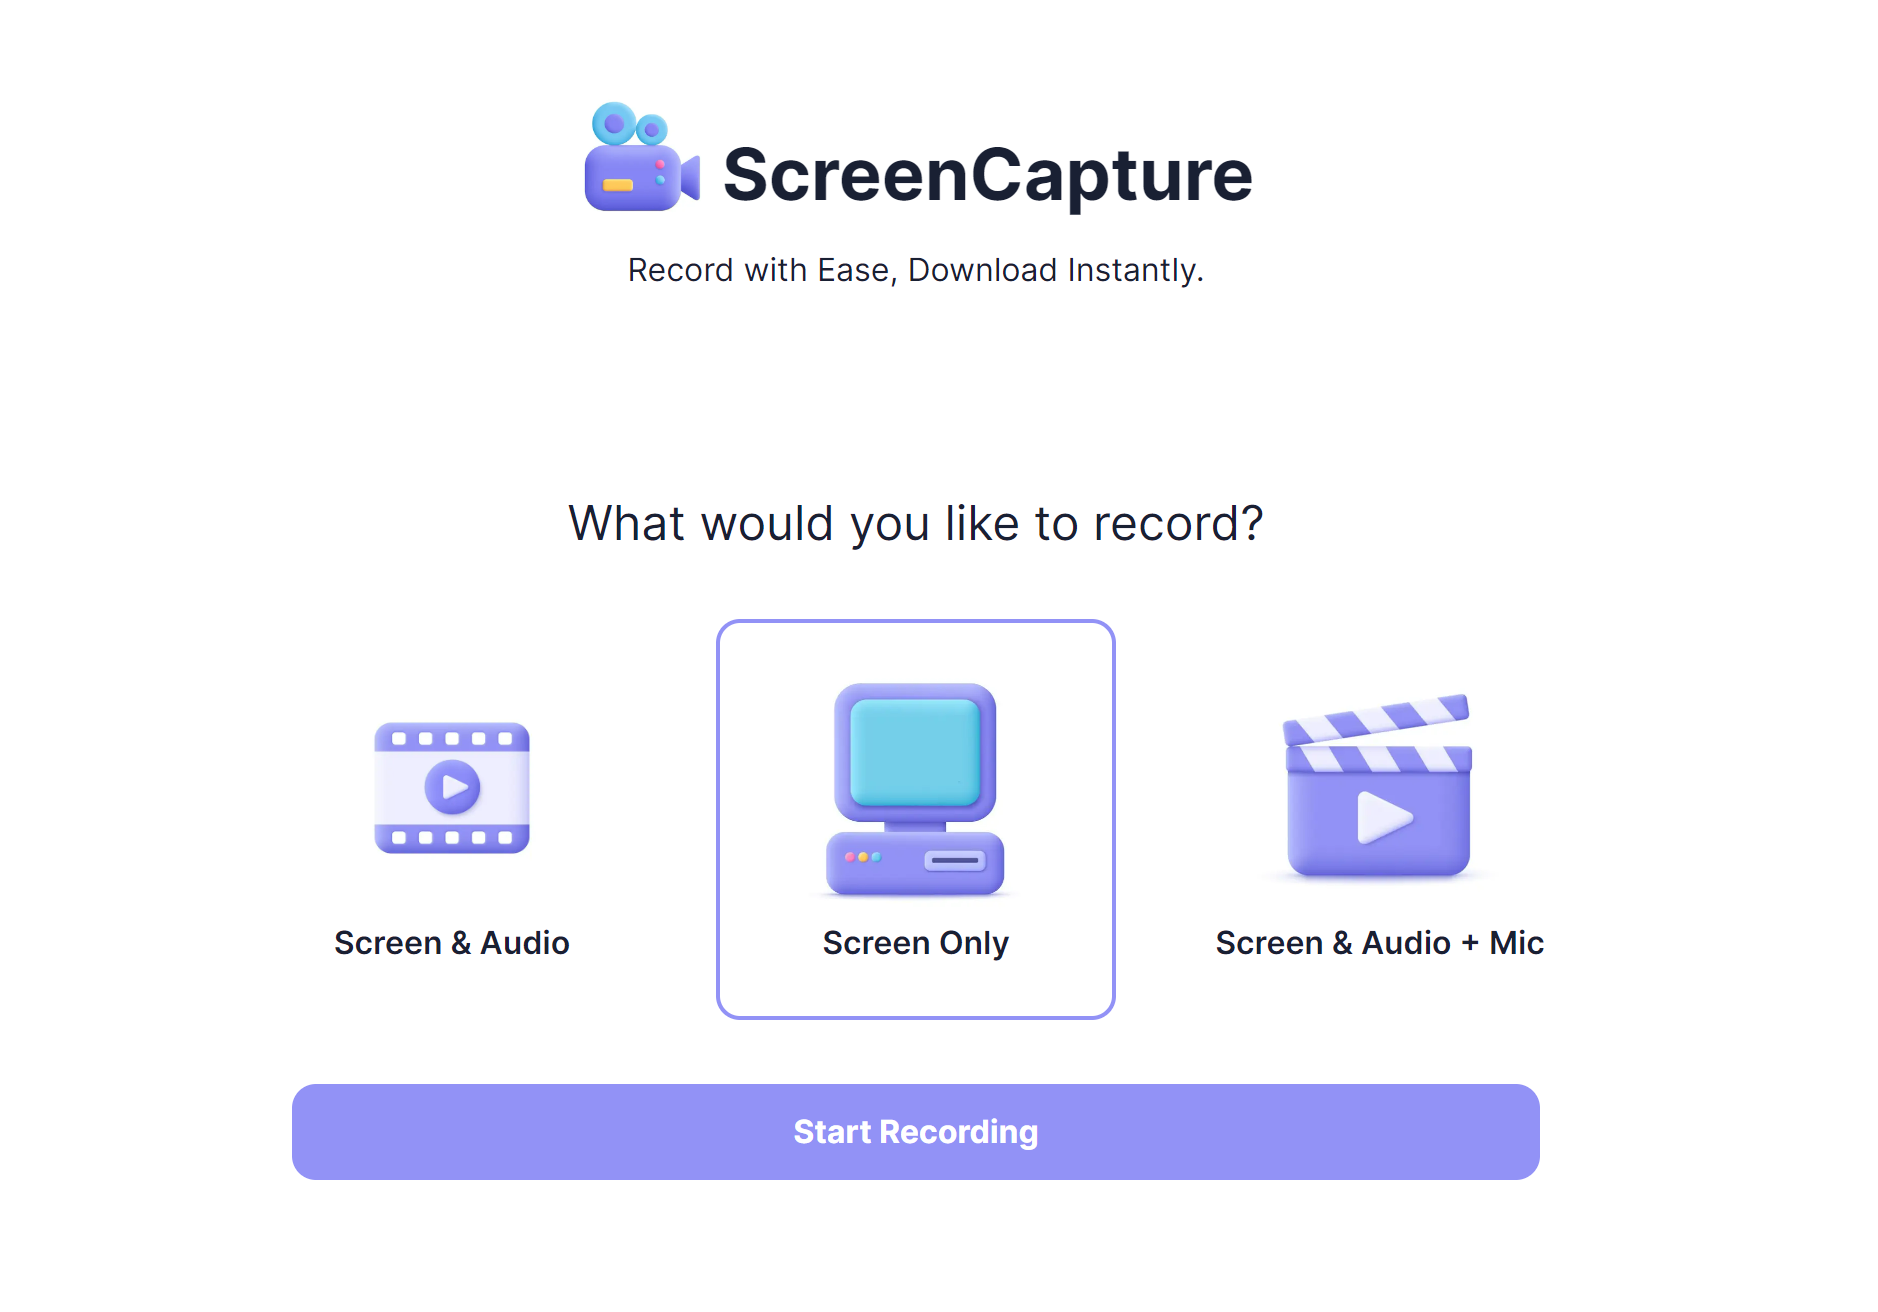 ScreenCapture
Record with Ease, Download Instantly.
What would you like to record?
Screen & Audio
Screen Only
Screen & Audio + Mic
Start Recording